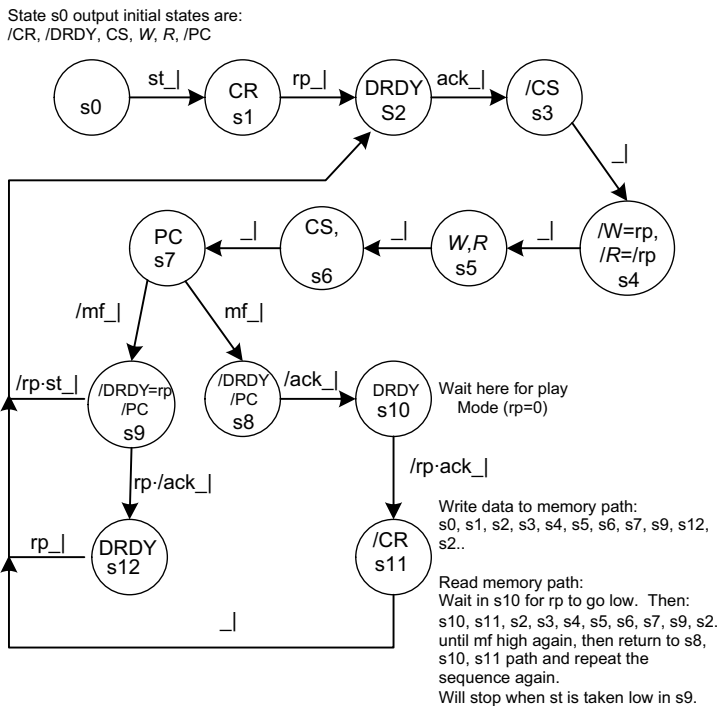 State s0 output initial states are:
/CR, /DRDY, CS, W, R, /PC
s0
st_|
CR
s1
rp_|
DRDY
S2
ack_|
/CS
s3
_|
/W=rp,
/R=/rp
s4
_|
W,R
s5
_|
CS,
s6
_|
PC
s7
/mf_|
mf_|
/rp·st_|
/DRDY=rp
/PC
s9
/DRDY
/PC
s8
/ack_|
DRDY
s10
Wait here for play
Mode (rp=0)
rp·/ack_|
/rp·ack_|
rp_|
DRDY
s12
/CR
s11
_|
Write data to memory path:
s0, s1, s2, s3, s4, s5, s6, s7, s9, s12,
s2..
Read memory path:
Wait in s10 for rp to go low. Then:
s10, s11, s2, s3, s4, s5, s6, s7, s9, s2.
until mf high again, then return to s8,
s10, s11 path and repeat the
sequence again.
Will stop when st is taken low in s9.